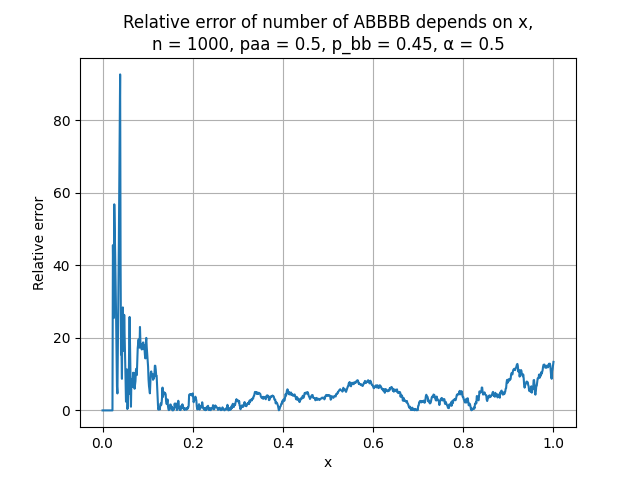 Relative error of number of ABBBB depends on x,
n = 1000, paa = 0.5, p_bb = 0.45, α = 0.5
80
60
40
20
0
Relative error
0.0 0.2 0.4 0.6 0.8 1.0
x